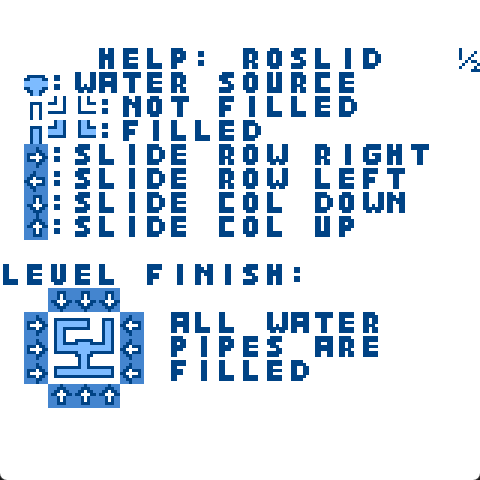 HELP: ROSLID ½
: WATER SOURCE
: NOT FILLED
: FILLED
→: SLIDE ROW RIGHT
←: SLIDE ROW LEFT
↓: SLIDE COL DOWN
↑: SLIDE COL UP
LEVEL FINISH:
ALL WATER
PIPES ARE
FILLED